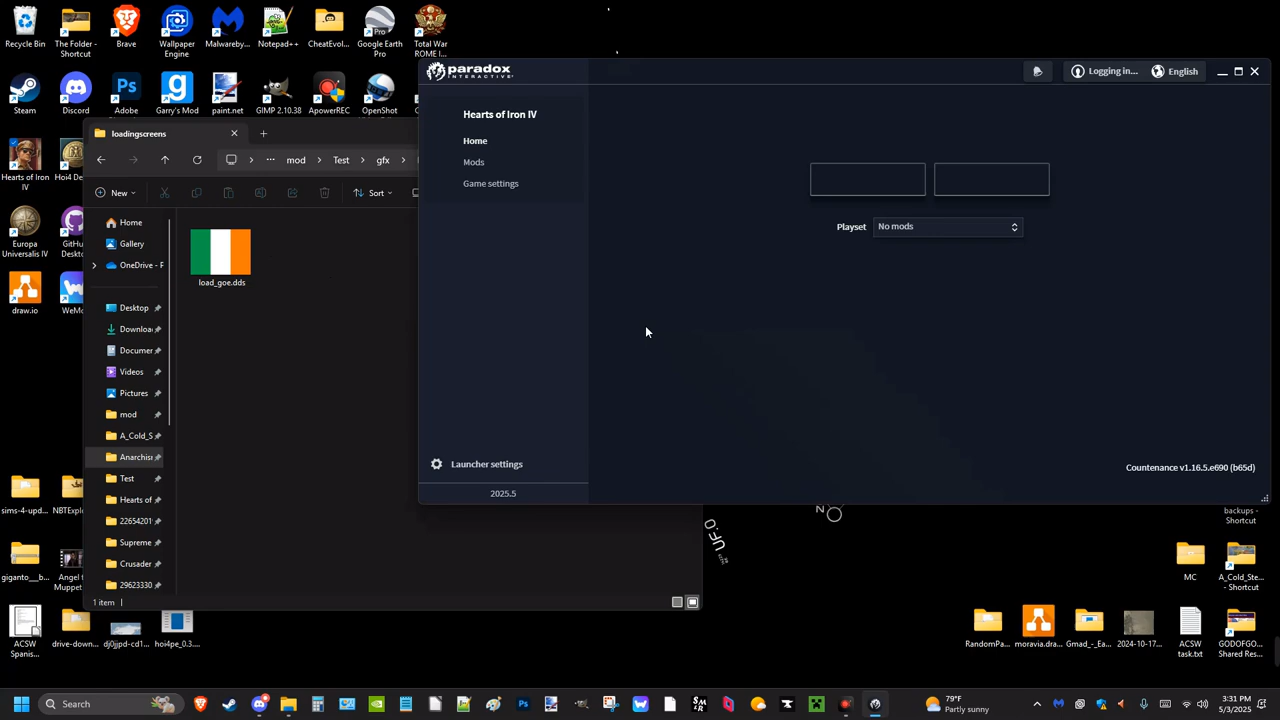 Recycle Bin
The Folder - Shortcut
Brave
Wallpaper Engine
Malwareby...
Notepad++
CheatEvol...
Google Earth Pro
Total War ROME I...
Steam
Discord
Adobe
Garry's Mod
paint.net
GIMP 2.10.38
ApowerREC
OpenShot
Hearts of Iron IV
Hoi4 De
Europa Universalis IV
GitHu
Deskto
draw.io
WeMo
loadingscreens
mod
Test
gfx
New
Sort
Home
Gallery
OneDrive - F
Desktop
Downloa
Documer
Videos
Pictures
mod
A_Cold_S
Anarchis
Test
Hearts of
22654201
Supreme
Crusader
29623330
load_goe.dds
1 item
paradox
INTERACTIVE
Logging in...
English
Hearts of Iron IV
Home
Mods
Game settings
Playset
No mods
Launcher settings
2025.5
Countenance v1.16.5.e690 (b65d)
O.:UFO
N
sims-4-upd...
NBTExplo
giganto__b...
Angel f
Muppet
ACSW Spanis...
drive-down...
dj0jjpd-cd1...
hoi4pe_0.3...
backups - Shortcut
MC
A_Cold_Ste... - Shortcut
RandomPa...
moravia.dra...
Gmad_-_Ea...
2024-10-17...
ACSW task.txt
GODOFGO... Shared Res...
Search
79°F
Partly sunny
3:31 PM
5/3/2025